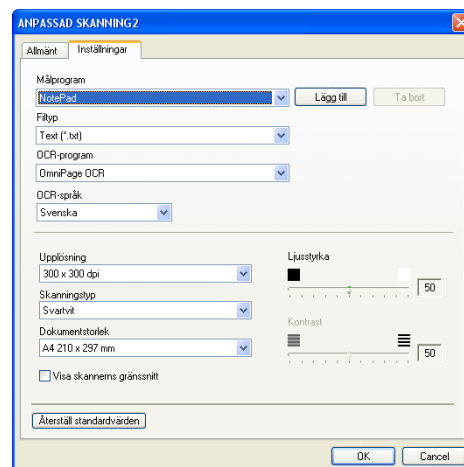 ANPASSAD SKANNING2
Allmänt Inställningar
Målprogram
NotePad Lägg till Ta bort
Filtyp
Text (*.txt)
OCR-program
OmniPage OCR
OCR-språk
Svenska
Upplösning Ljusstyrka
300 x 300 dpi 50
Skanningstyp
Svartvit
Kontrast
Dokumentstorlek
A4 210 x 297 mm 50
Visa skannerns gränssnitt
Återställ standardvärden
OK Cancel